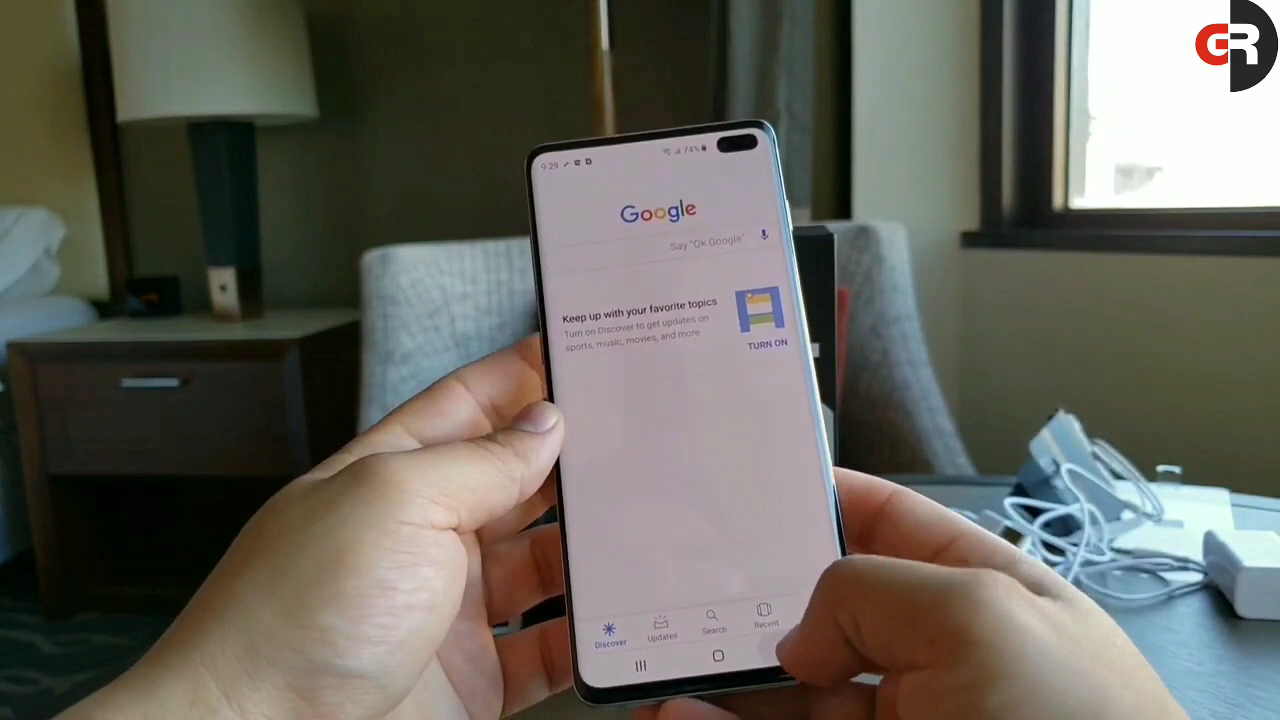 GR
9:29
74%
Google
Say "Ok Google"
Keep up with your favorite topics
Turn on Discover to get updates on
sports, music, movies, and more
TURN ON
Discover
Updates
Search
Recent